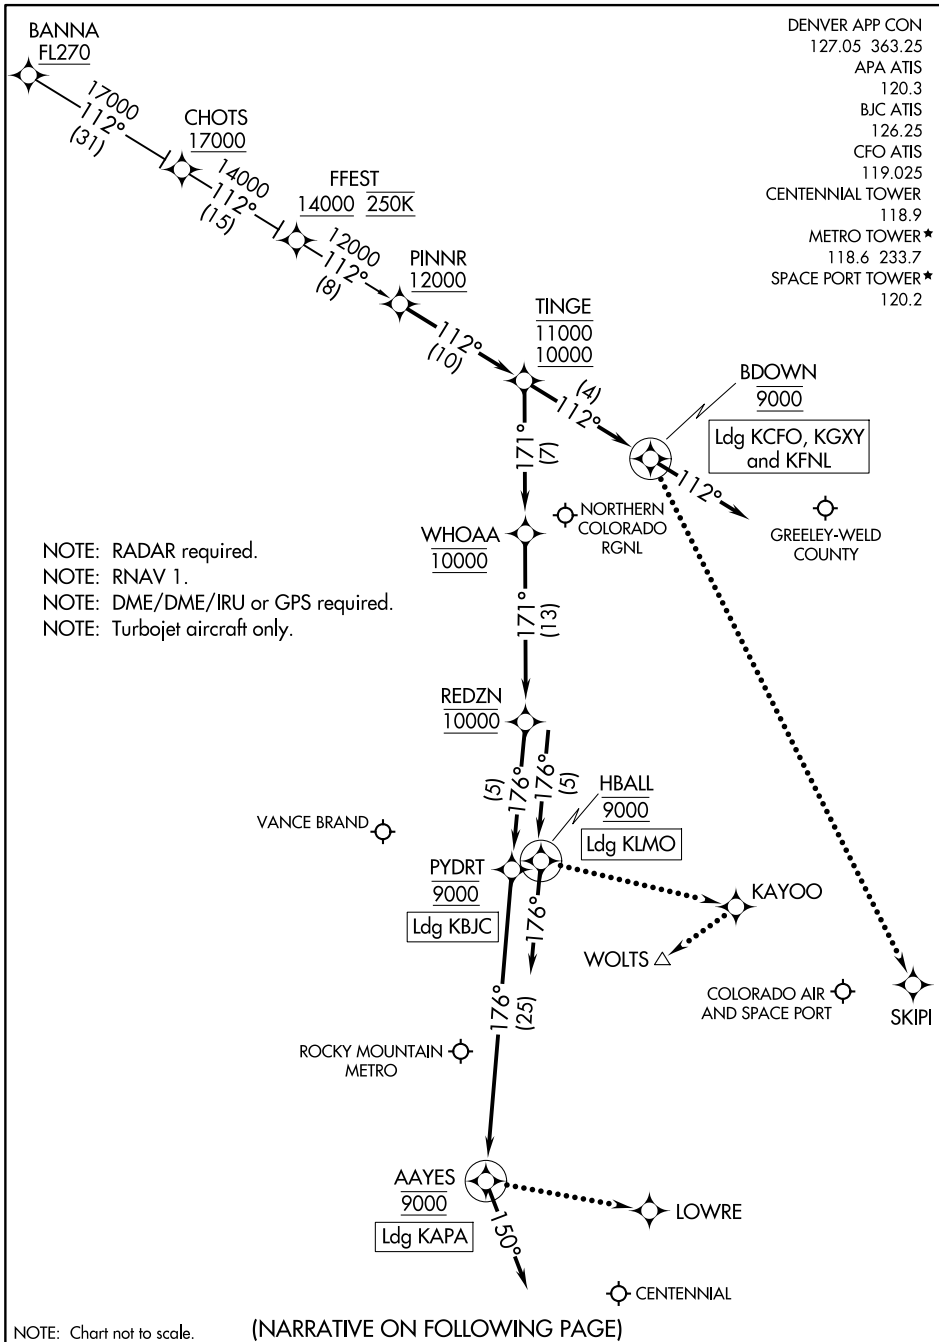 BANNA
FL270
DENVER APP CON
127.05 363.25
APA ATIS
120.3
BJC ATIS
126.25
CFO ATIS
119.025
CENTENNIAL TOWER
118.9
METRO TOWER★
118.6 233.7
SPACE PORT TOWER★
120.2
17000
112°
(31)
CHOTS
17000
14000
112°
(15)
FFEST
14000 250K
12000
112°
(8)
PINNR
12000
112°
(10)
TINGE
11000
10000
(4)
112°
BDOWN
9000
Ldg KCFO, KGXY
and KFNL
112°
171°
(7)
NORTHERN
COLORADO
RGNL
GREELEY-WELD
COUNTY
WHOAA
10000
NOTE: RADAR required.
NOTE: RNAV 1.
NOTE: DME/DME/IRU or GPS required.
NOTE: Turbojet aircraft only.
171°
(13)
REDZN
10000
176°
(5)
176°
(5)
HBALL
9000
Ldg KLMO
VANCE BRAND
PYDRT
9000
Ldg KBJC
176°
KAYOO
WOLTS
COLORADO AIR
AND SPACE PORT
SKIPI
176°
(25)
ROCKY MOUNTAIN
METRO
AAYES
9000
Ldg KAPA
150°
LOWRE
CENTENNIAL
NOTE: Chart not to scale.
(NARRATIVE ON FOLLOWING PAGE)